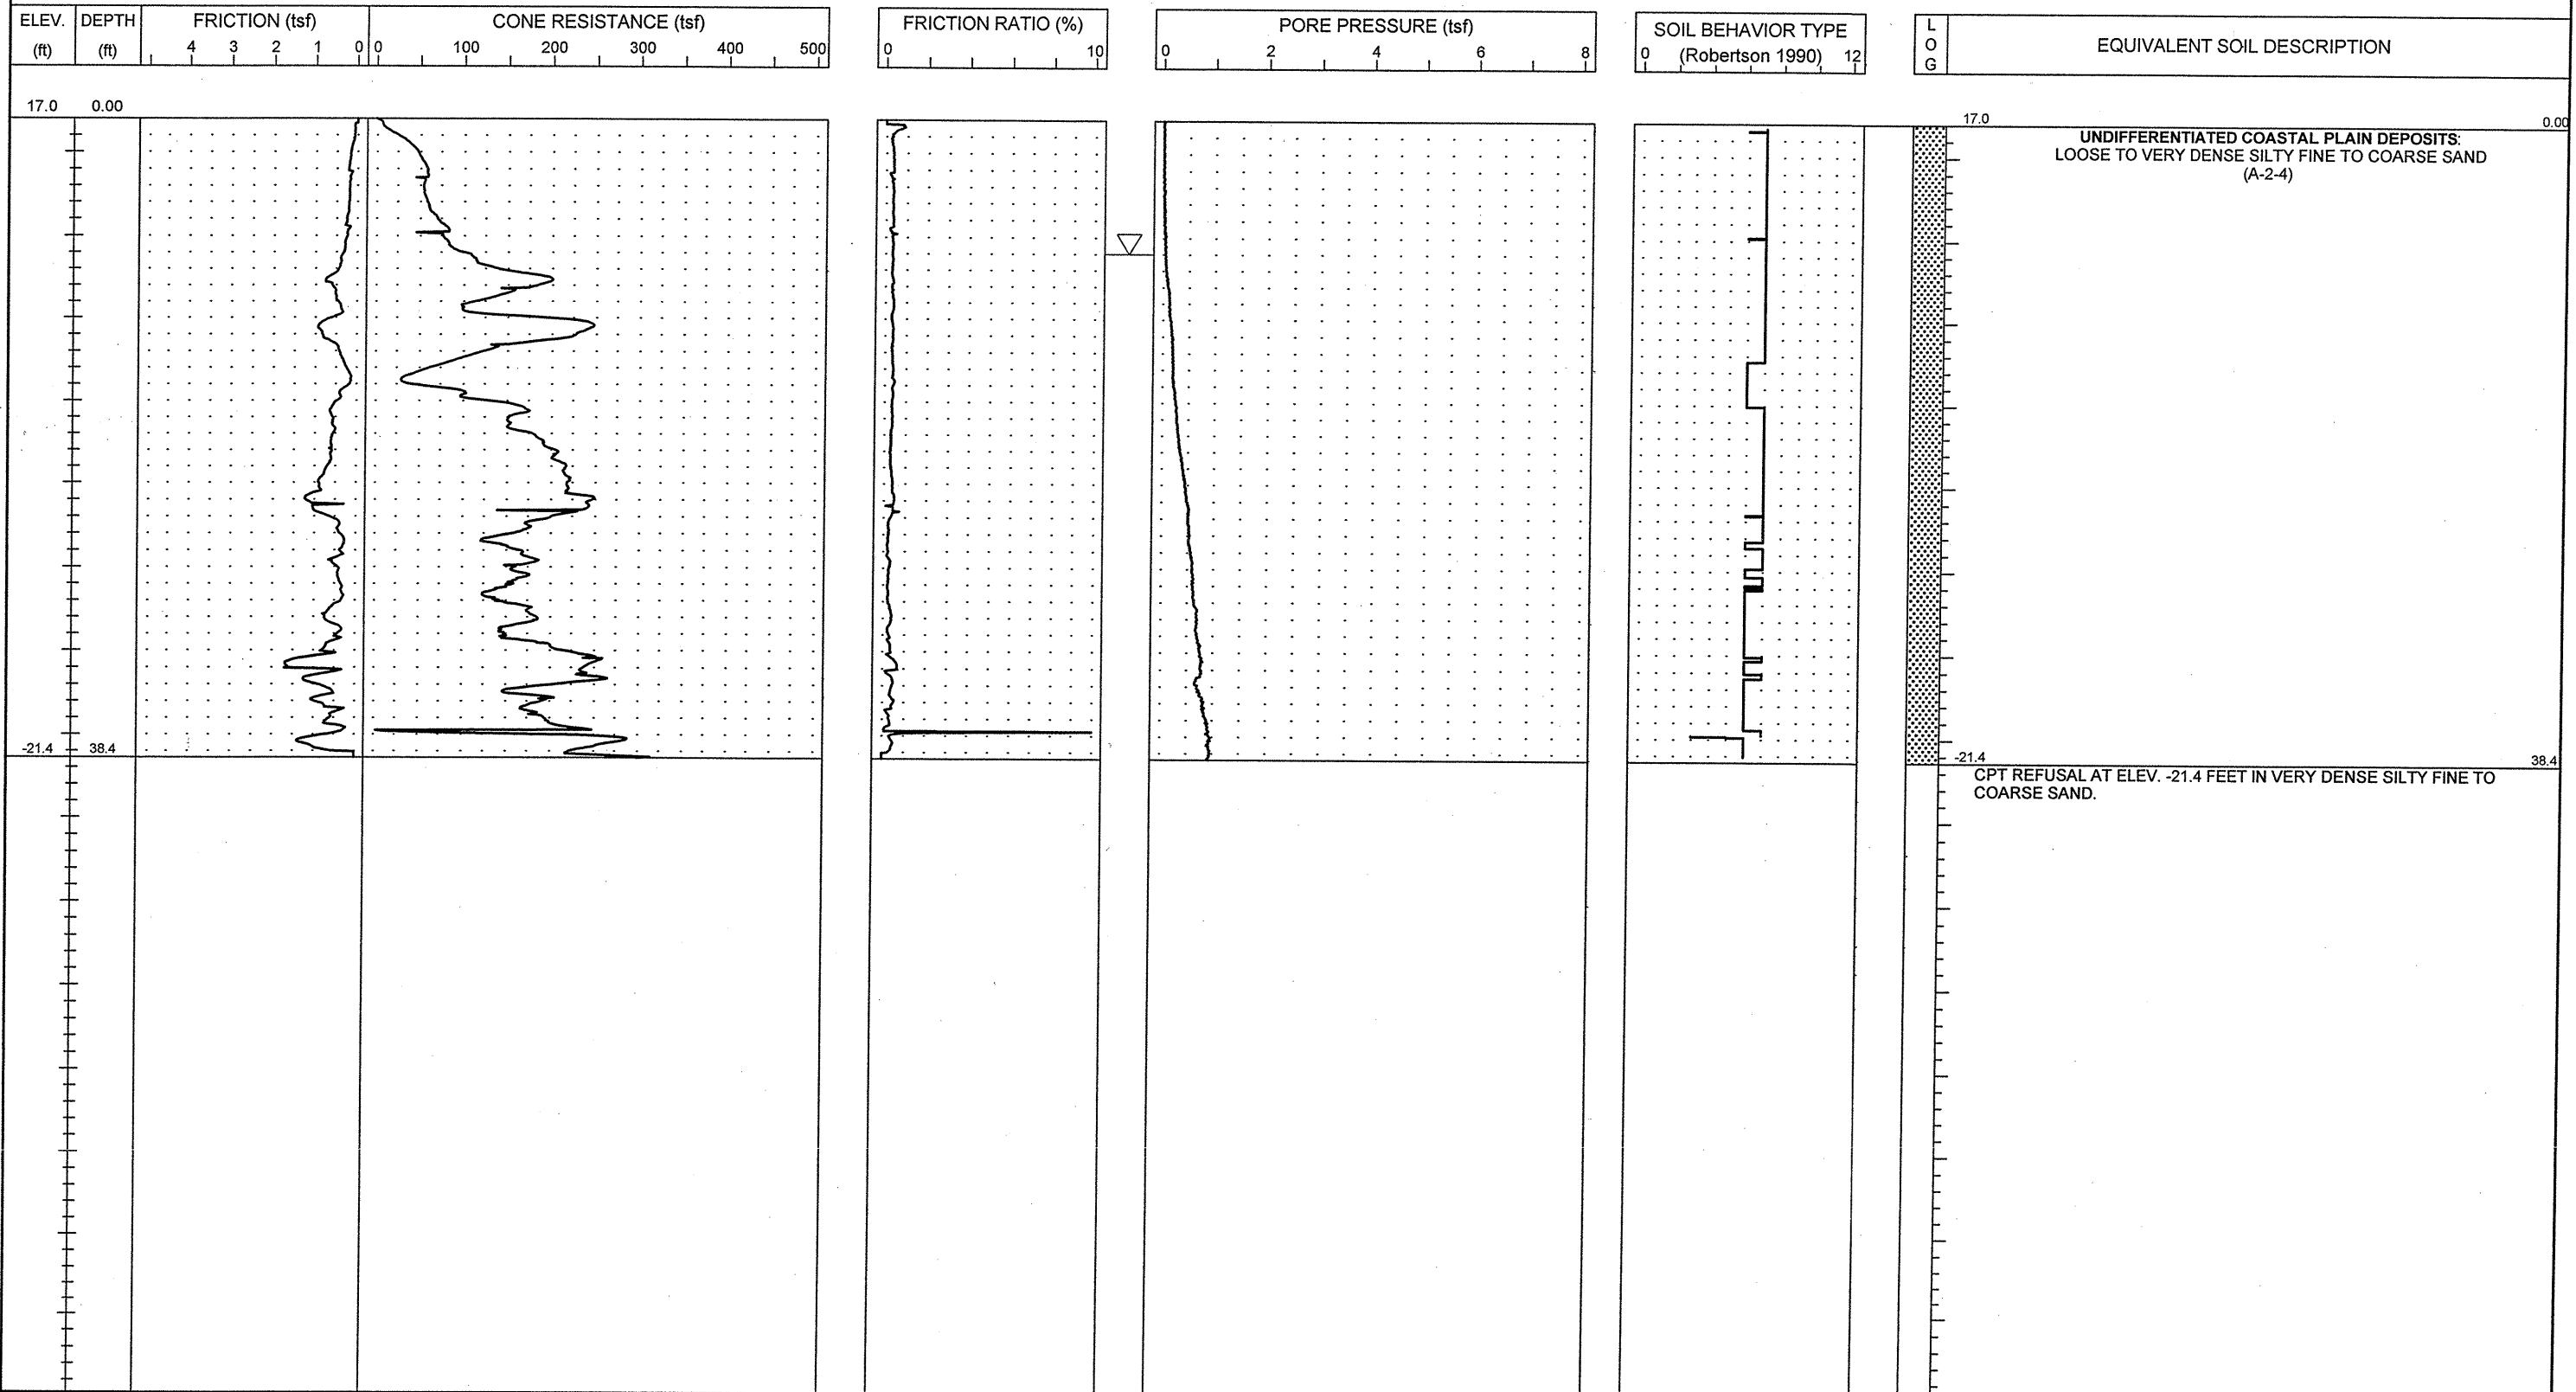 ELEV. DEPTH FRICTION (tsf) CONE RESISTANCE (tsf) FRICTION RATIO (%) PORE PRESSURE (tsf) SOIL BEHAVIOR TYPE L
(ft) (ft) 4 3 2 1 0 0 100 200 300 400 500 0 10 0 2 4 6 8 0 (Robertson 1990) 12 O EQUIVALENT SOIL DESCRIPTION
G
17.0 0.00
17.0 0.00
UNDIFFERENTIATED COASTAL PLAIN DEPOSITS:
LOOSE TO VERY DENSE SILTY FINE TO COARSE SAND
(A-2-4)
-21.4 38.4
-21.4 38.4
CPT REFUSAL AT ELEV. -21.4 FEET IN VERY DENSE SILTY FINE TO
COARSE SAND.